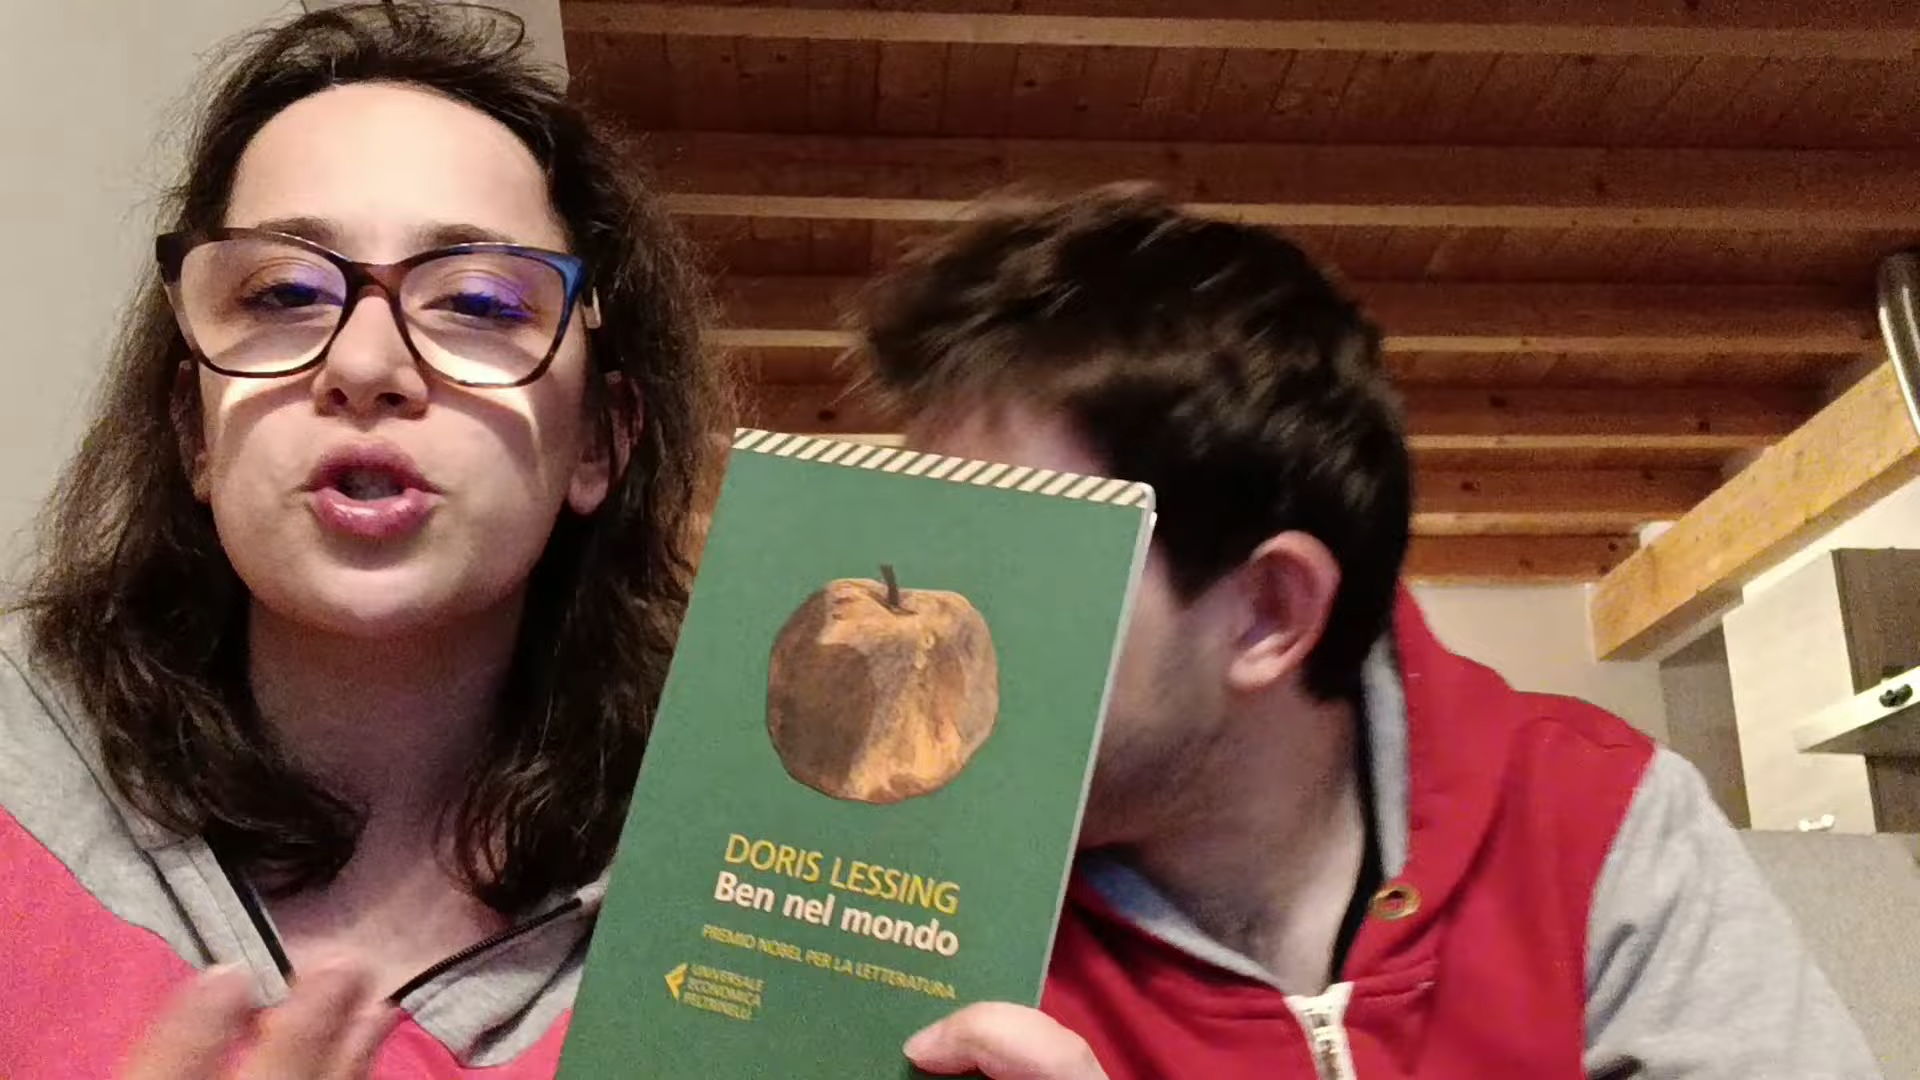 DORIS LESSING
Ben nel mondo
PREMIO NOBEL PER LA LETTERATURA
UNIVERSALE
ECONOMICA
FELTRINELLI